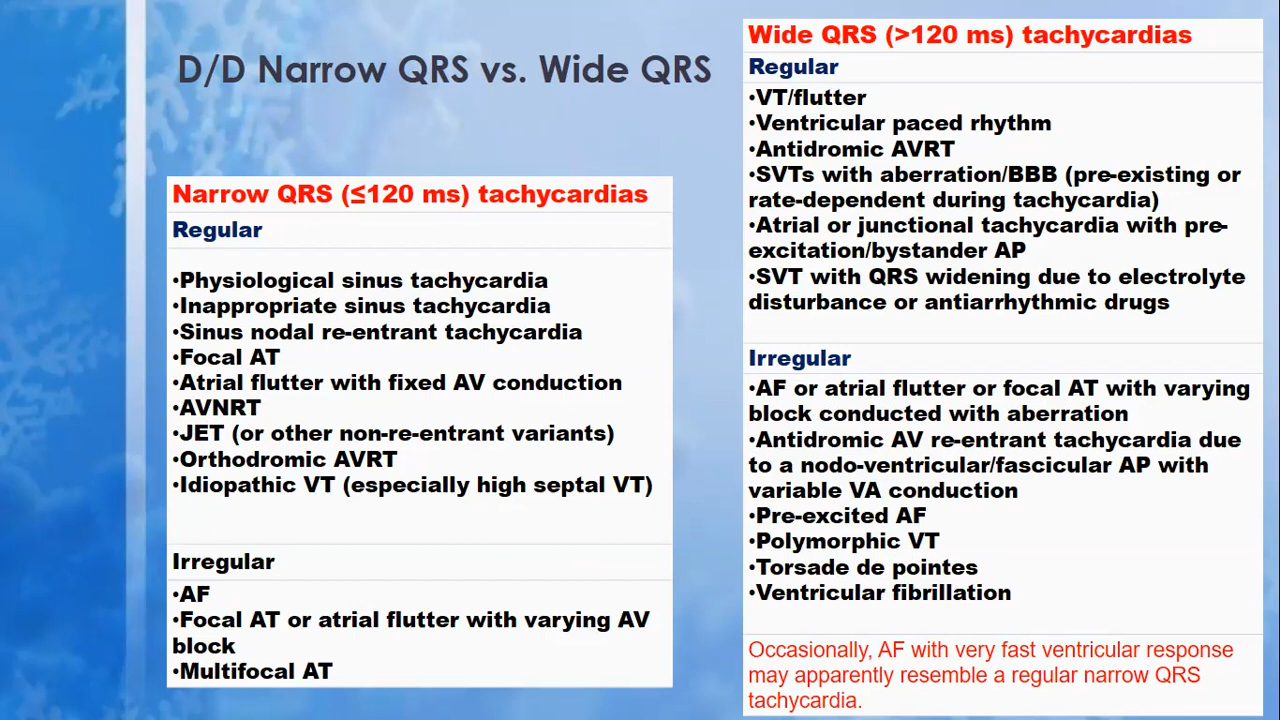 D/D Narrow QRS vs. Wide QRS
Narrow QRS (≤120 ms) tachycardias
Regular
•Physiological sinus tachycardia
•Inappropriate sinus tachycardia
•Sinus nodal re-entrant tachycardia
•Focal AT
•Atrial flutter with fixed AV conduction
•AVNRT
•JET (or other non-re-entrant variants)
•Orthodromic AVRT
•Idiopathic VT (especially high septal VT)
Irregular
•AF
•Focal AT or atrial flutter with varying AV
block
•Multifocal AT
Wide QRS (>120 ms) tachycardias
Regular
•VT/flutter
•Ventricular paced rhythm
•Antidromic AVRT
•SVTs with aberration/BBB (pre-existing or
rate-dependent during tachycardia)
•Atrial or junctional tachycardia with pre-
excitation/bystander AP
•SVT with QRS widening due to electrolyte
disturbance or antiarrhythmic drugs
Irregular
•AF or atrial flutter or focal AT with varying
block conducted with aberration
•Antidromic AV re-entrant tachycardia due
to a nodo-ventricular/fascicular AP with
variable VA conduction
•Pre-excited AF
•Polymorphic VT
•Torsade de pointes
•Ventricular fibrillation
Occasionally, AF with very fast ventricular response
may apparently resemble a regular narrow QRS
tachycardia.